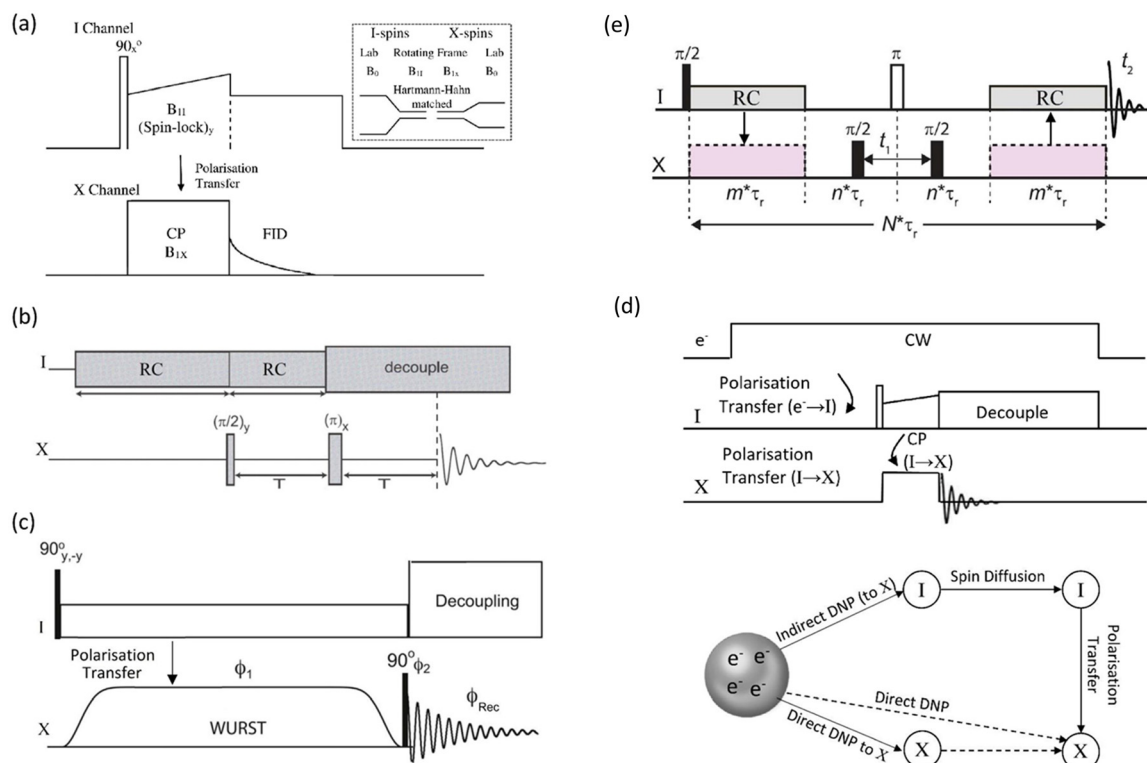 (a)
I Channel
90x°
B1I
(Spin-lock)y
Polarisation
Transfer
X Channel
CP
B1X
FID
I-spins X-spins
Lab Rotating Frame Lab
B0 B1I B1x B0
Hartmann-Hahn
matched
(b)
I
RC RC decouple
(π/2)y (π)x
X
T T
(c)
90°y,-y
Decoupling
I
Polarisation
Transfer
ϕ1
90°ϕ2
ϕRec
X
WURST
(e)
π/2 π t2
I RC RC
π/2 t1 π/2
X
m*τr n*τr n*τr m*τr
N*τr
(d)
e-
CW
Polarisation
Transfer (e-→I)
I
Decouple
Polarisation
Transfer (I→X)
CP
(I→X)
X
Indirect DNP (to X)
I
Spin Diffusion
I
Polarisation
Transfer
e- e-
e- e-
Direct DNP
Direct DNP to X
X
X